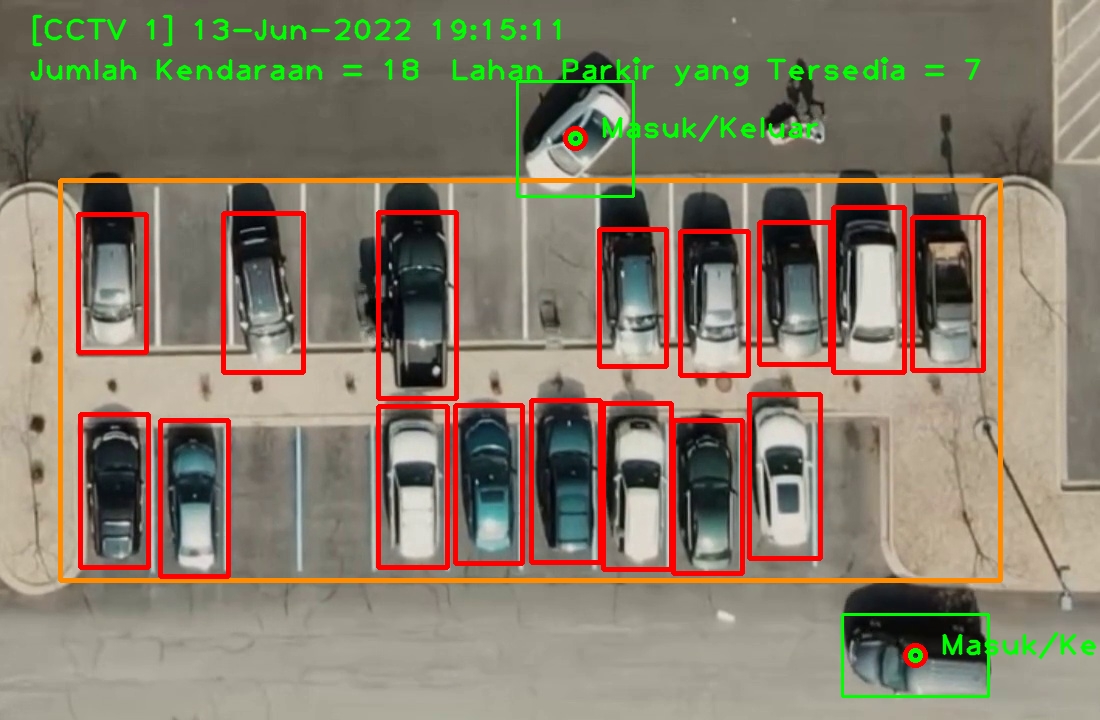 [CCTV 1] 13-Jun-2022 19:15:11
Jumlah Kendaraan = 18 Lahan Parkir yang Tersedia = 7
Masuk/Keluar
Masuk/Ke